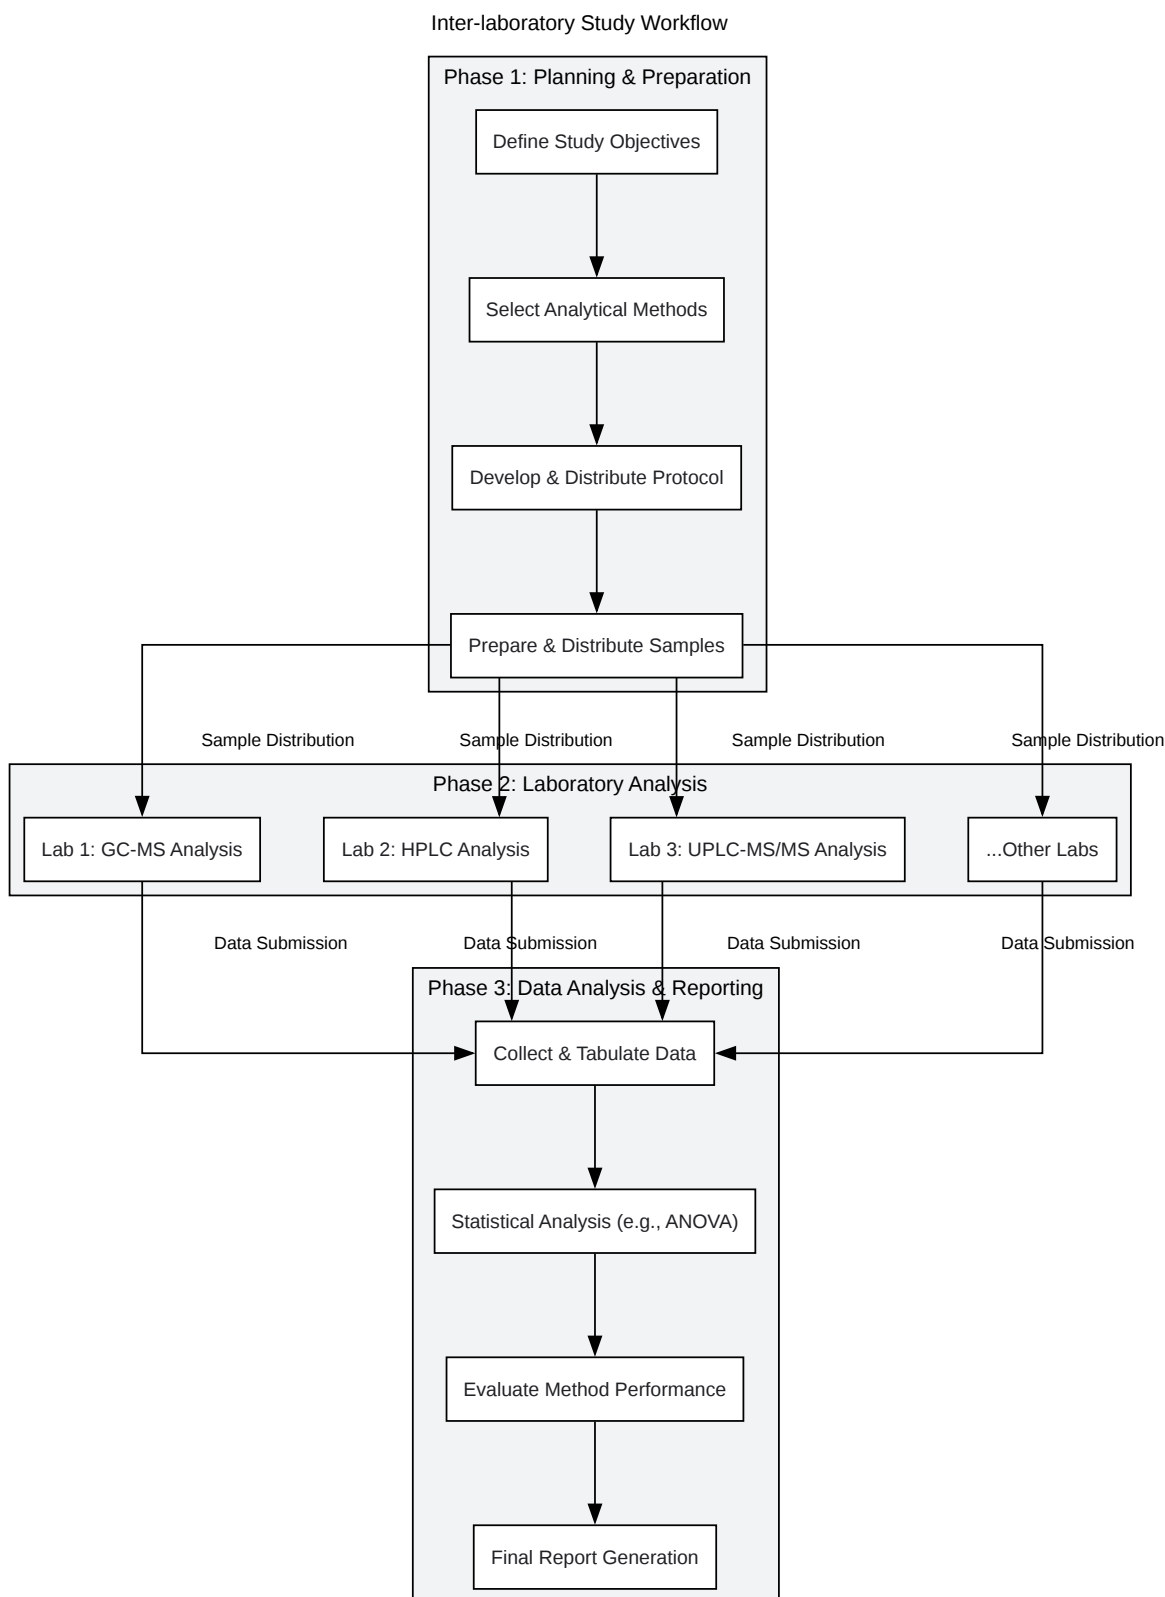 Inter-laboratory Study Workflow
Phase 1: Planning & Preparation
Define Study Objectives
Select Analytical Methods
Develop & Distribute Protocol
Prepare & Distribute Samples
Sample Distribution
Sample Distribution
Sample Distribution
Sample Distribution
Phase 2: Laboratory Analysis
Lab 1: GC-MS Analysis
Lab 2: HPLC Analysis
Lab 3: UPLC-MS/MS Analysis
...Other Labs
Data Submission
Data Submission
Data Submission
Data Submission
Phase 3: Data Analysis & Reporting
Collect & Tabulate Data
Statistical Analysis (e.g., ANOVA)
Evaluate Method Performance
Final Report Generation